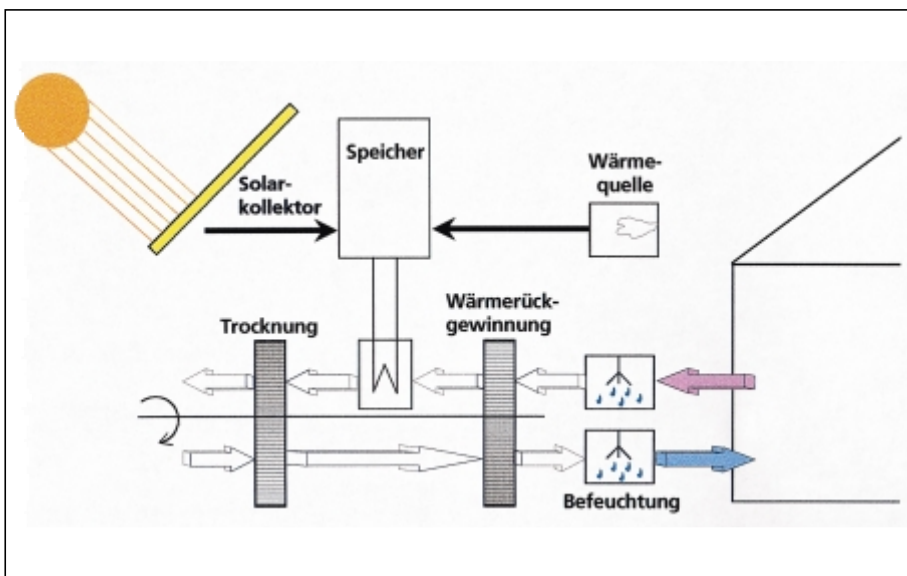 Speicher
Wärme-
quelle
Solar-
kollektor
Wärmerück-
gewinnung
Trocknung
Befeuchtung